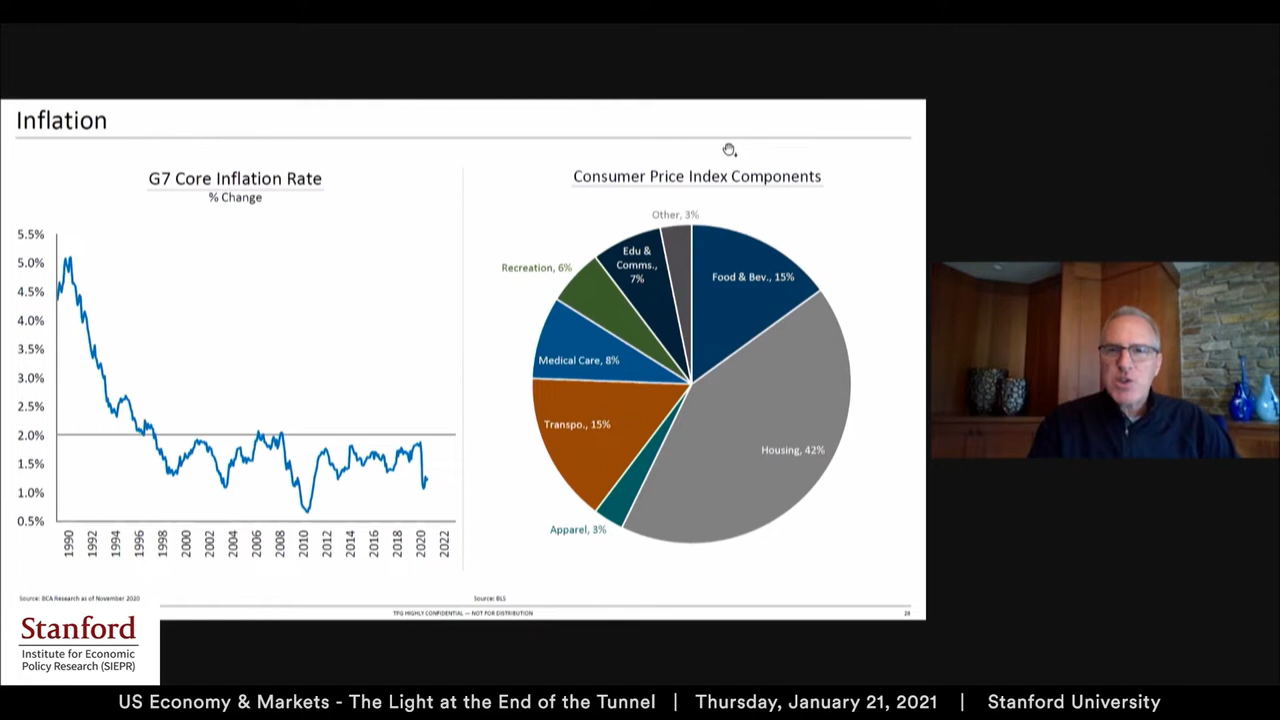 Inflation
G7 Core Inflation Rate
% Change
5.5%
5.0%
4.5%
4.0%
3.5%
3.0%
2.5%
2.0%
1.5%
1.0%
0.5%
1990
1992
1994
1996
1998
2000
2002
2004
2006
2008
2010
2012
2014
2016
2018
2020
2022
Source: BCA Research as of November 2020
Consumer Price Index Components
Other, 3%
Edu &
Comms.,
7%
Recreation, 6%
Food & Bev., 15%
Medical Care, 8%
Transpo., 15%
Housing, 42%
Apparel, 3%
Source: BLS
TPG HIGHLY CONFIDENTIAL — NOT FOR DISTRIBUTION
Stanford
Institute for Economic
Policy Research (SIEPR)
US Economy & Markets - The Light at the End of the Tunnel | Thursday, January 21, 2021 | Stanford University